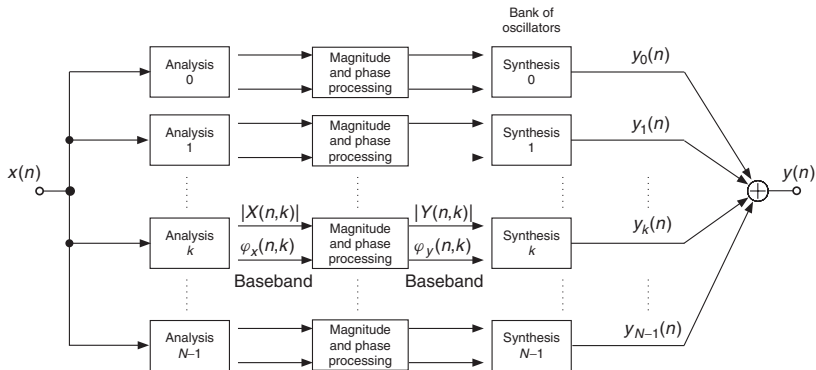 Bank of
oscillators
Analysis
0
Magnitude
and phase
processing
Synthesis
0
y0(n)
Analysis
1
Magnitude
and phase
processing
Synthesis
1
y1(n)
x(n)
y(n)
|X(n,k)|
|Y(n,k)|
Analysis
k
Magnitude
and phase
processing
Synthesis
k
yk(n)
φx(n,k)
φy(n,k)
Baseband
Baseband
Analysis
N–1
Magnitude
and phase
processing
Synthesis
N–1
yN–1(n)